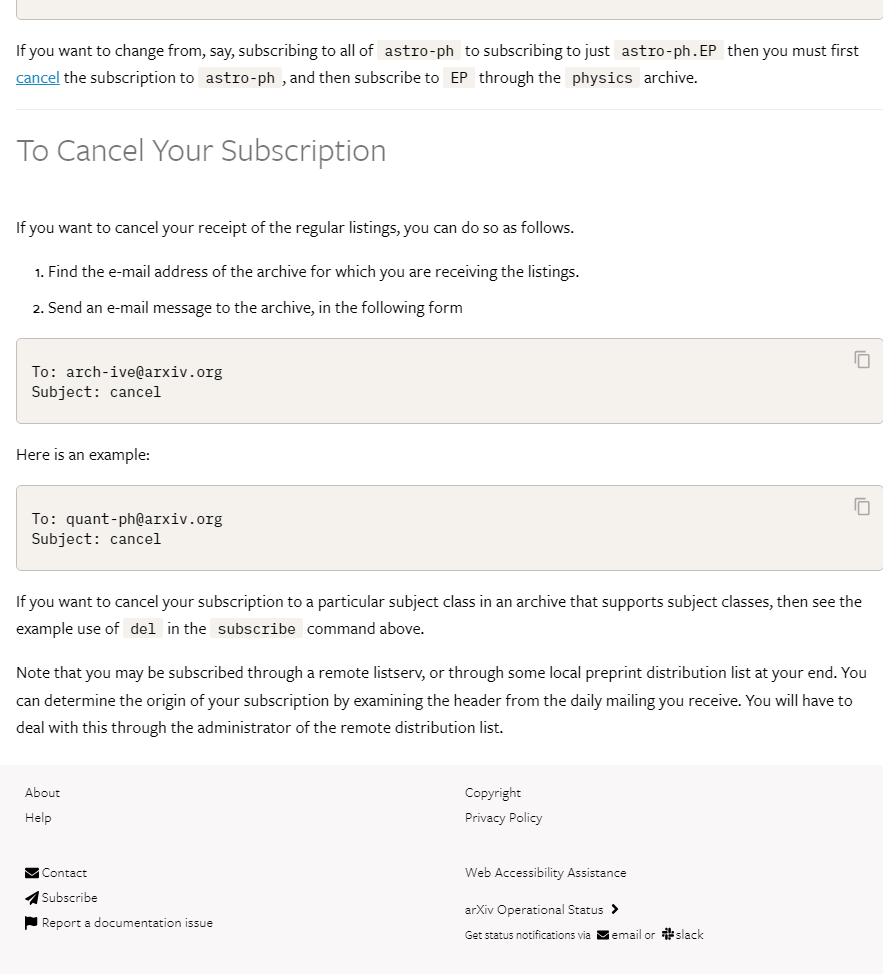 If you want to change from, say, subscribing to all of astro-ph to subscribing to just astro-ph.EP then you must first
cancel the subscription to astro-ph , and then subscribe to EP through the physics archive.
To Cancel Your Subscription
If you want to cancel your receipt of the regular listings, you can do so as follows.
1. Find the e-mail address of the archive for which you are receiving the listings.
2. Send an e-mail message to the archive, in the following form
To: arch-ive@arxiv.org
Subject: cancel
Here is an example:
To: quant-ph@arxiv.org
Subject: cancel
If you want to cancel your subscription to a particular subject class in an archive that supports subject classes, then see the
example use of del in the subscribe command above.
Note that you may be subscribed through a remote listserv, or through some local preprint distribution list at your end. You
can determine the origin of your subscription by examining the header from the daily mailing you receive. You will have to
deal with this through the administrator of the remote distribution list.
About
Help
Copyright
Privacy Policy
Contact
Subscribe
Report a documentation issue
Web Accessibility Assistance
arXiv Operational Status
Get status notifications via email or slack